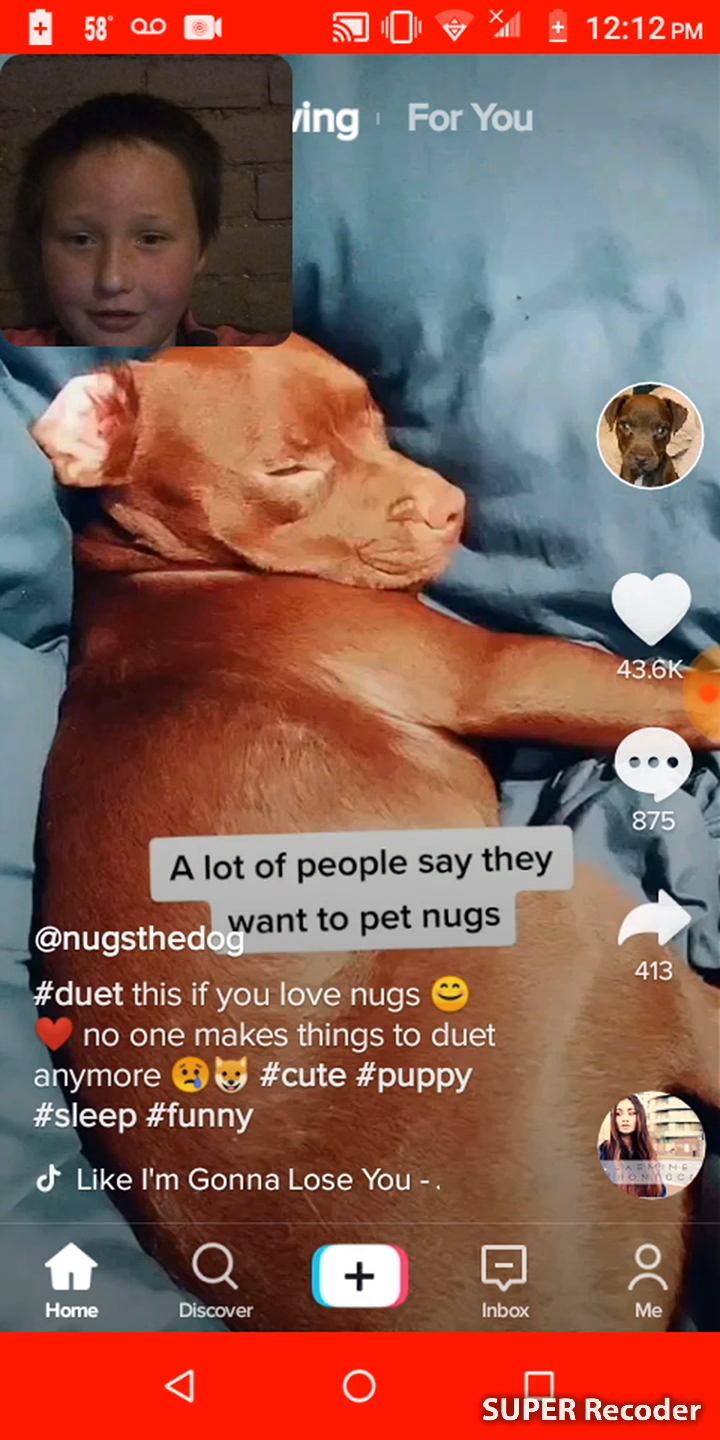 58°
12:12 PM
ving
For You
43.6K
875
A lot of people say they
want to pet nugs
@nugsthedog
413
#duet this if you love nugs 😊
❤️ no one makes things to duet
anymore 😢😺 #cute #puppy
#sleep #funny
Like I'm Gonna Lose You - .
Home
Discover
Inbox
Me
SUPER Recoder